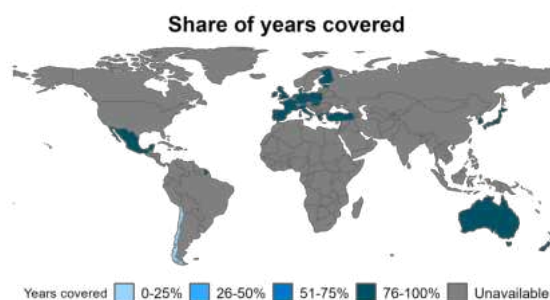 Share of years covered
Years covered 0-25% 26-50% 51-75% 76-100% Unavailable